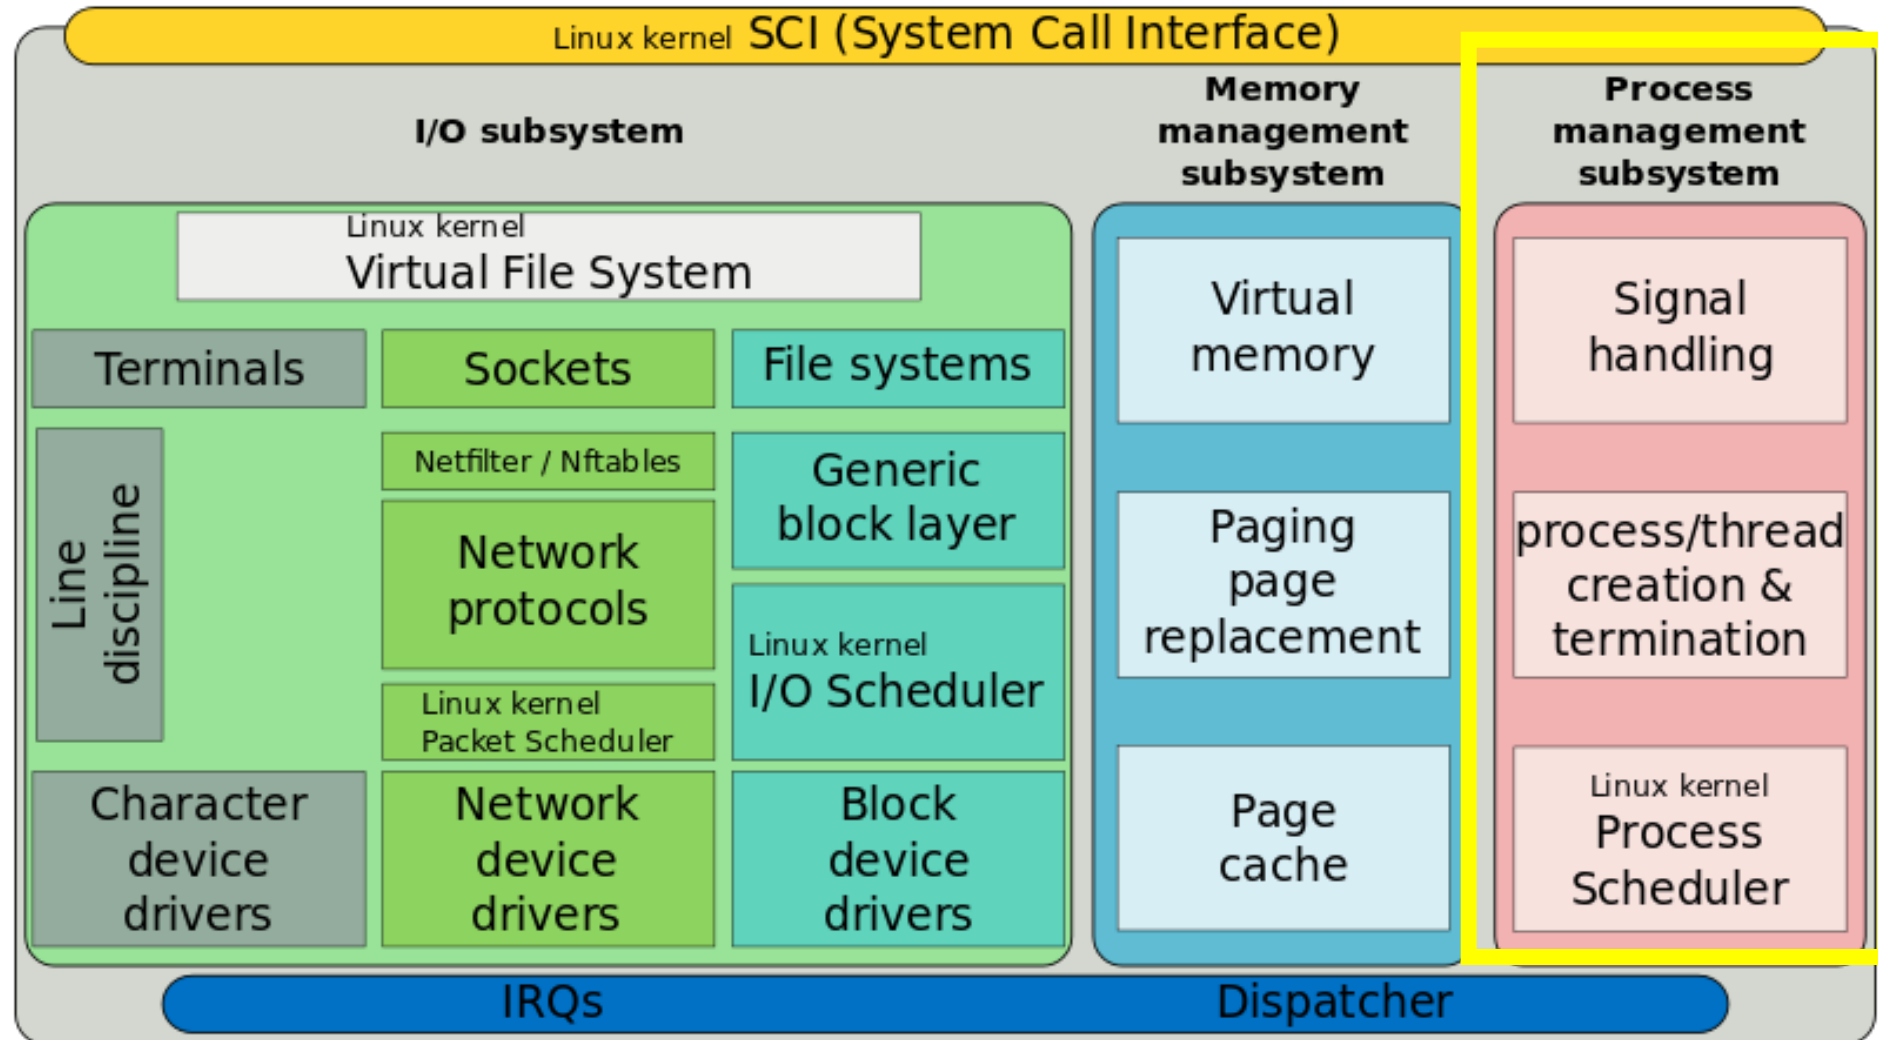 Linux kernel SCI (System Call Interface)
I/O subsystem
Memory
management
subsystem
Process
management
subsystem
Linux kernel
Virtual File System
Terminals
Sockets
File systems
Line
discipline
Netfilter / Nftables
Network
protocols
Linux kernel
Packet Scheduler
Generic
block layer
Linux kernel
I/O Scheduler
Character
device
drivers
Network
device
drivers
Block
device
drivers
Virtual
memory
Paging
page
replacement
Page
cache
Signal
handling
process/thread
creation &
termination
Linux kernel
Process
Scheduler
IRQs
Dispatcher